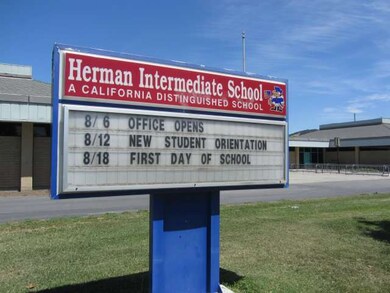 Herman Intermediate School
A CALIFORNIA DISTINGUISHED SCHOOL
8/6 OFFICE OPENS
8/12 NEW STUDENT ORIENTATION
8/18 FIRST DAY OF SCHOOL